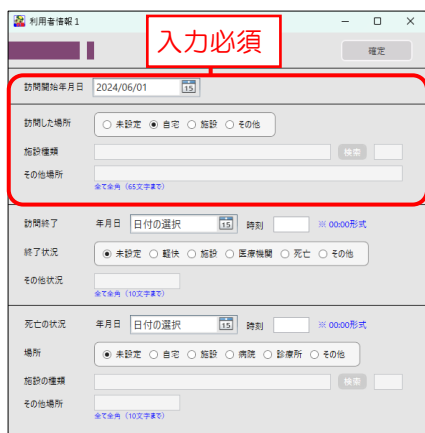 利用者情報1
入力必須
確定
訪問開始年月日 2024/06/01 15
訪問した場所 未設定 自宅 施設 その他
施設種類 検索
その他場所
全て全角(65文字まで)
訪問終了 年月日 日付の選択 15 時刻 ※ 00:00形式
終了状況 未設定 軽快 施設 医療機関 死亡 その他
その他状況
全て全角(10文字まで)
死亡の状況 年月日 日付の選択 15 時刻 ※ 00:00形式
場所 未設定 自宅 施設 病院 診療所 その他
施設の種類 検索
その他場所
全て全角(10文字まで)